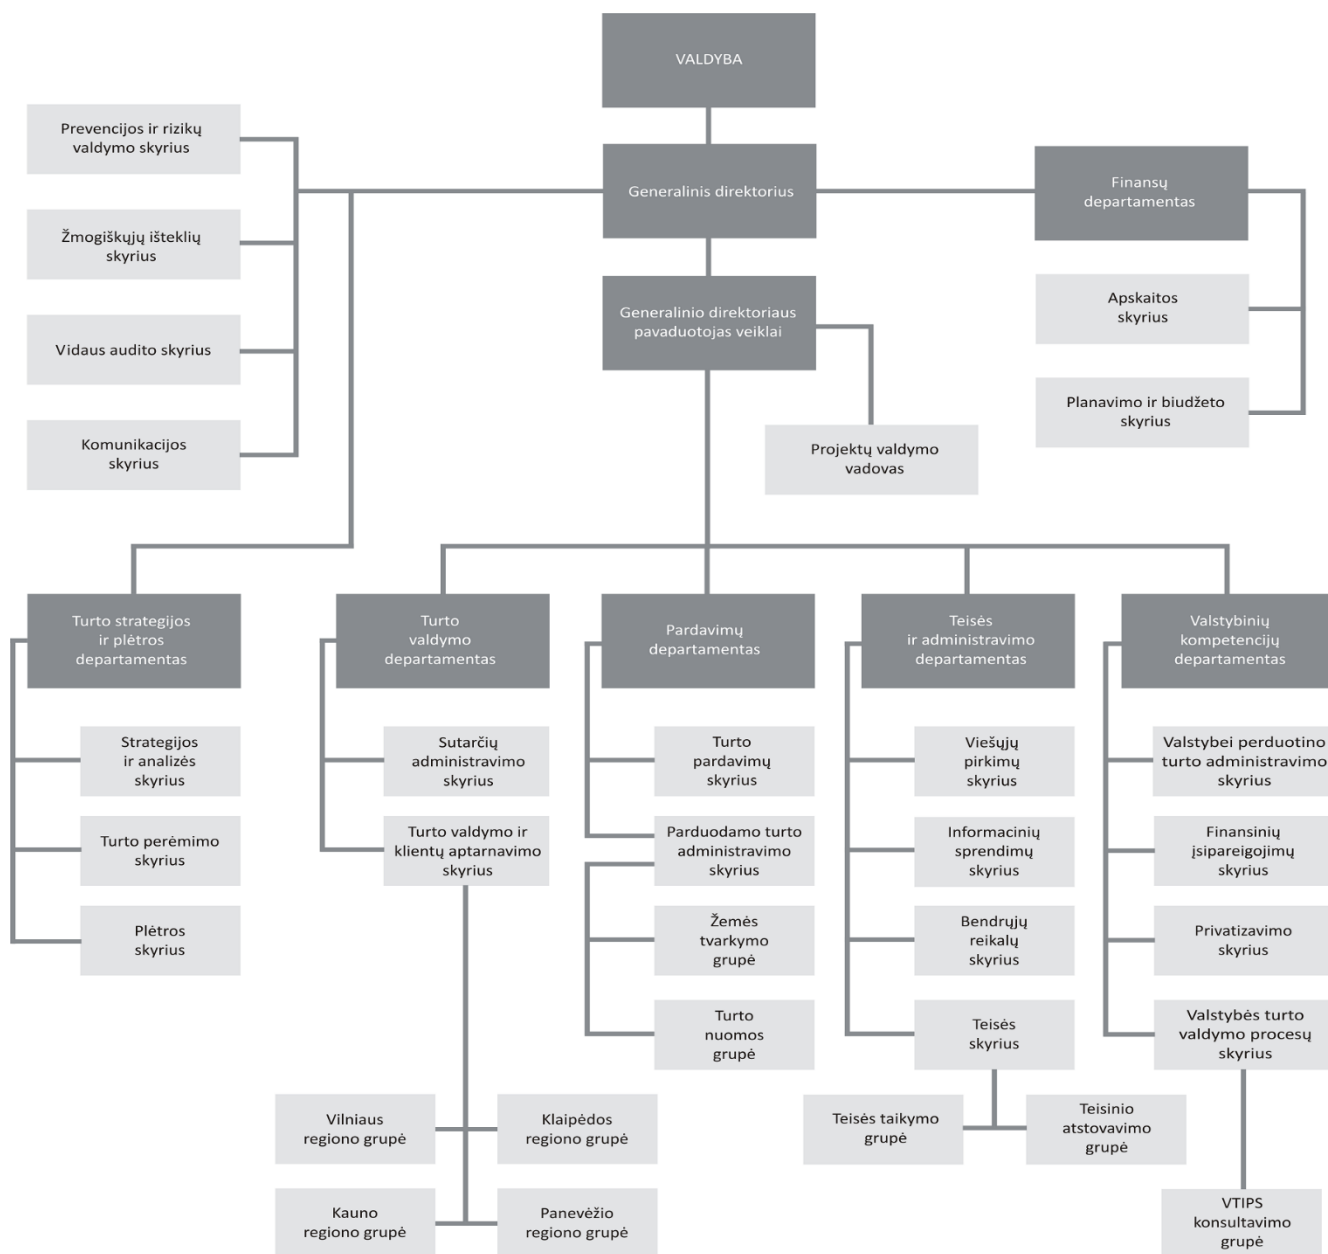 VALDYBA
Prevencijos ir rizikų
valdymo skyrius
Generalinis direktorius
Finansų
departamentas
Žmogiškųjų išteklių
skyrius
Generalinio direktoriaus
pavaduotojas veiklai
Apskaitos
skyrius
Vidaus audito skyrius
Planavimo ir biudžeto
skyrius
Komunikacijos
skyrius
Projektų valdymo
vadovas
Turto strategijos
ir plėtros
departamentas
Turto
valdymo
departamentas
Pardavimų
departamentas
Teisės
ir administravimo
departamentas
Valstybinių
kompetencijų
departamentas
Strategijos
ir analizės
skyrius
Sutarčių
administravimo
skyrius
Turto
pardavimų
skyrius
Viešųjų
pirkimų
skyrius
Valstybei perduotino
turto administravimo
skyrius
Turto perėmimo
skyrius
Turto valdymo ir
klientų aptarnavimo
skyrius
Parduodamo turto
administravimo
skyrius
Informacinių
sprendimų
skyrius
Finansinių
įsipareigojimų
skyrius
Plėtros
skyrius
Žemės
tvarkymo
grupė
Bendrųjų
reikalų
skyrius
Privatizavimo
skyrius
Turto
nuomos
grupė
Teisės
skyrius
Valstybės turto
valdymo procesų
skyrius
Vilniaus
regiono grupė
Klaipėdos
regiono grupė
Teisės taikymo
grupė
Teisinio
atstovavimo
grupė
Kauno
regiono grupė
Panevėžio
regiono grupė
VTIPS
konsultavimo
grupė